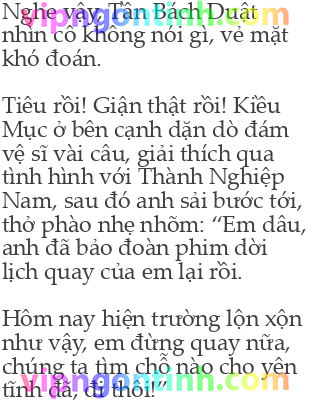 Nghe vậy, Tần Bách Duật
nhìn cô không nói gì, vẻ mặt
khó đoán.
Tiêu rồi! Giận thật rồi! Kiều
Mục ở bên cạnh dặn dò đám
vệ sĩ vài câu, giải thích qua
tình hình với Thành Nghiệp
Nam, sau đó anh sải bước tới,
thở phào nhẹ nhõm: “Em dâu,
anh đã bảo đoàn phim dời
lịch quay của em lại rồi.
Hôm nay hiện trường lộn xộn
như vậy, em đừng quay nữa,
chúng ta tìm chỗ nào cho yên
tĩnh đã, đi thôi!”
vipngontinh.com
vipngontinh.com